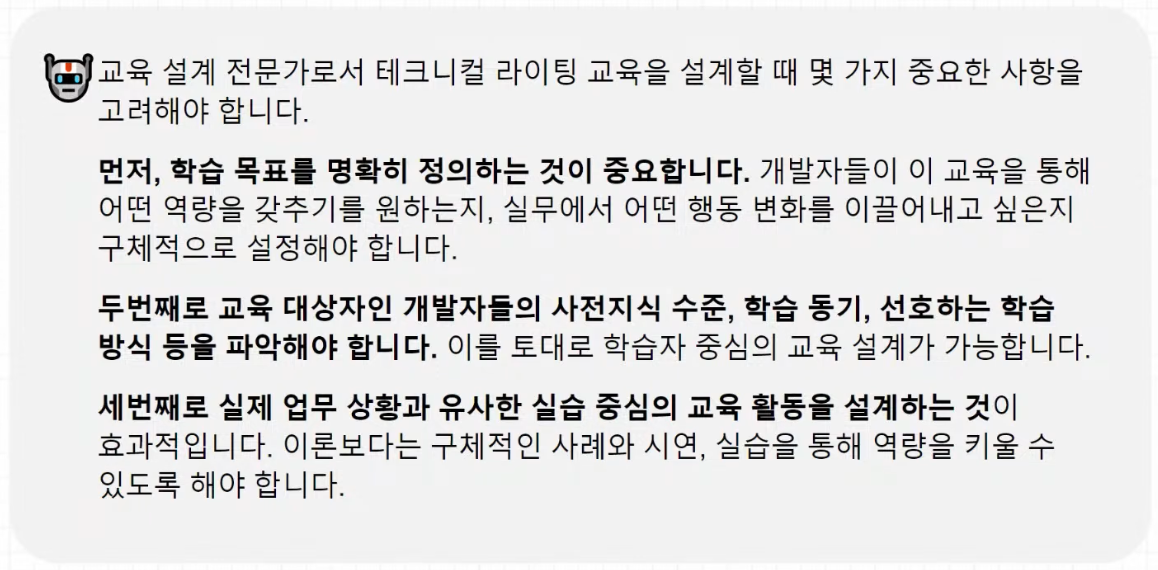 교육 설계 전문가로서 테크니컬 라이팅 교육을 설계할 때 몇 가지 중요한 사항을
고려해야 합니다.
먼저, 학습 목표를 명확히 정의하는 것이 중요합니다. 개발자들이 이 교육을 통해
어떤 역량을 갖추기를 원하는지, 실무에서 어떤 행동 변화를 이끌어내고 싶은지
구체적으로 설정해야 합니다.
두번째로 교육 대상자인 개발자들의 사전지식 수준, 학습 동기, 선호하는 학습
방식 등을 파악해야 합니다. 이를 토대로 학습자 중심의 교육 설계가 가능합니다.
세번째로 실제 업무 상황과 유사한 실습 중심의 교육 활동을 설계하는 것이
효과적입니다. 이론보다는 구체적인 사례와 시연, 실습을 통해 역량을 키울 수
있도록 해야 합니다.